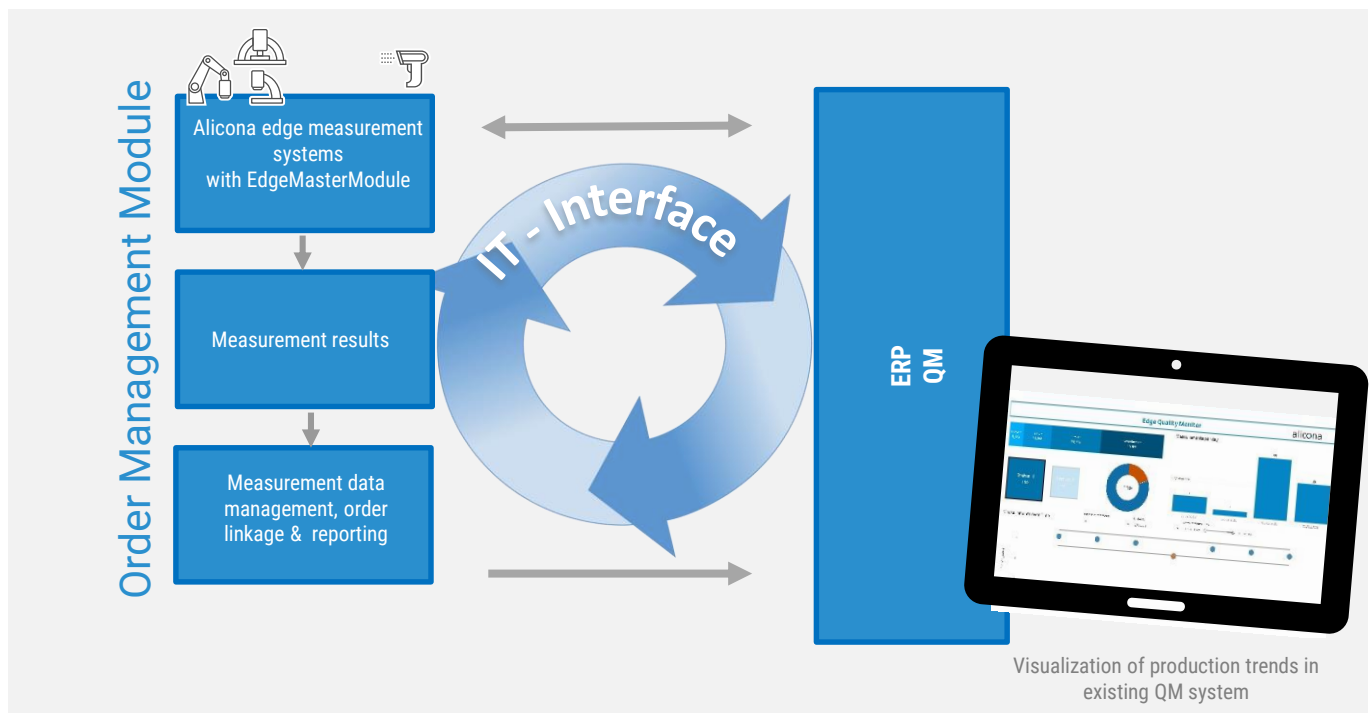 Order Management Module
Alicona edge measurement
systems
with EdgeMasterModule
Measurement results
Measurement data
management, order
linkage & reporting
IT - Interface
ERP
QM
Edge Quality Monitor
alicona
Visualization of production trends in
existing QM system